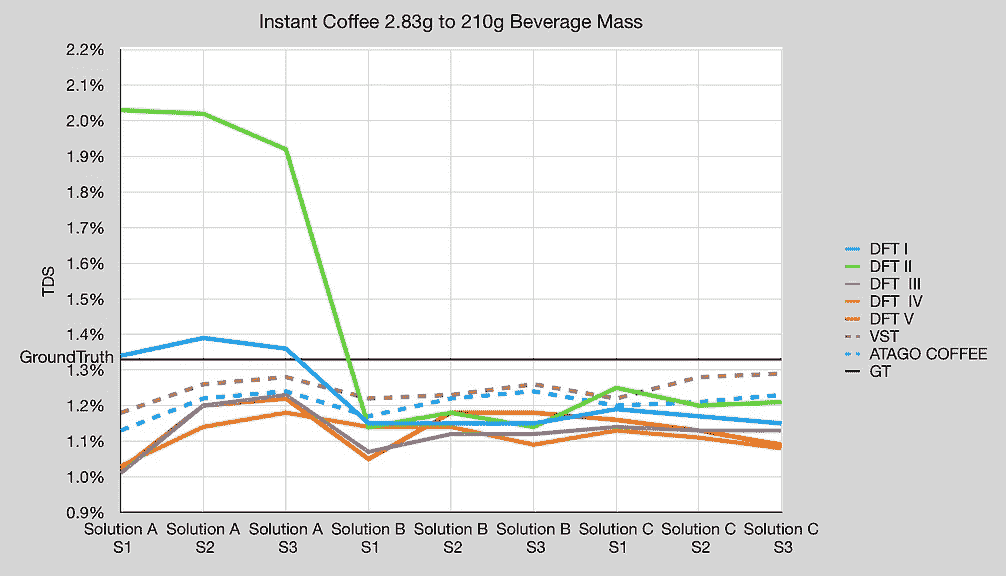 Instant Coffee 2.83g to 210g Beverage Mass
2.2%
2.1%
2.0%
1.9%
1.8%
1.7%
1.6%
1.5%
1.4%
GroundTruth
1.3%
1.2%
1.1%
1.0%
0.9%
TDS
Solution A Solution A Solution A Solution B Solution B Solution B Solution C Solution C Solution C
S1 S2 S3 S1 S2 S3 S1 S2 S3
DFT I
DFT II
DFT III
DFT IV
DFT V
VST
ATAGO COFFEE
GT